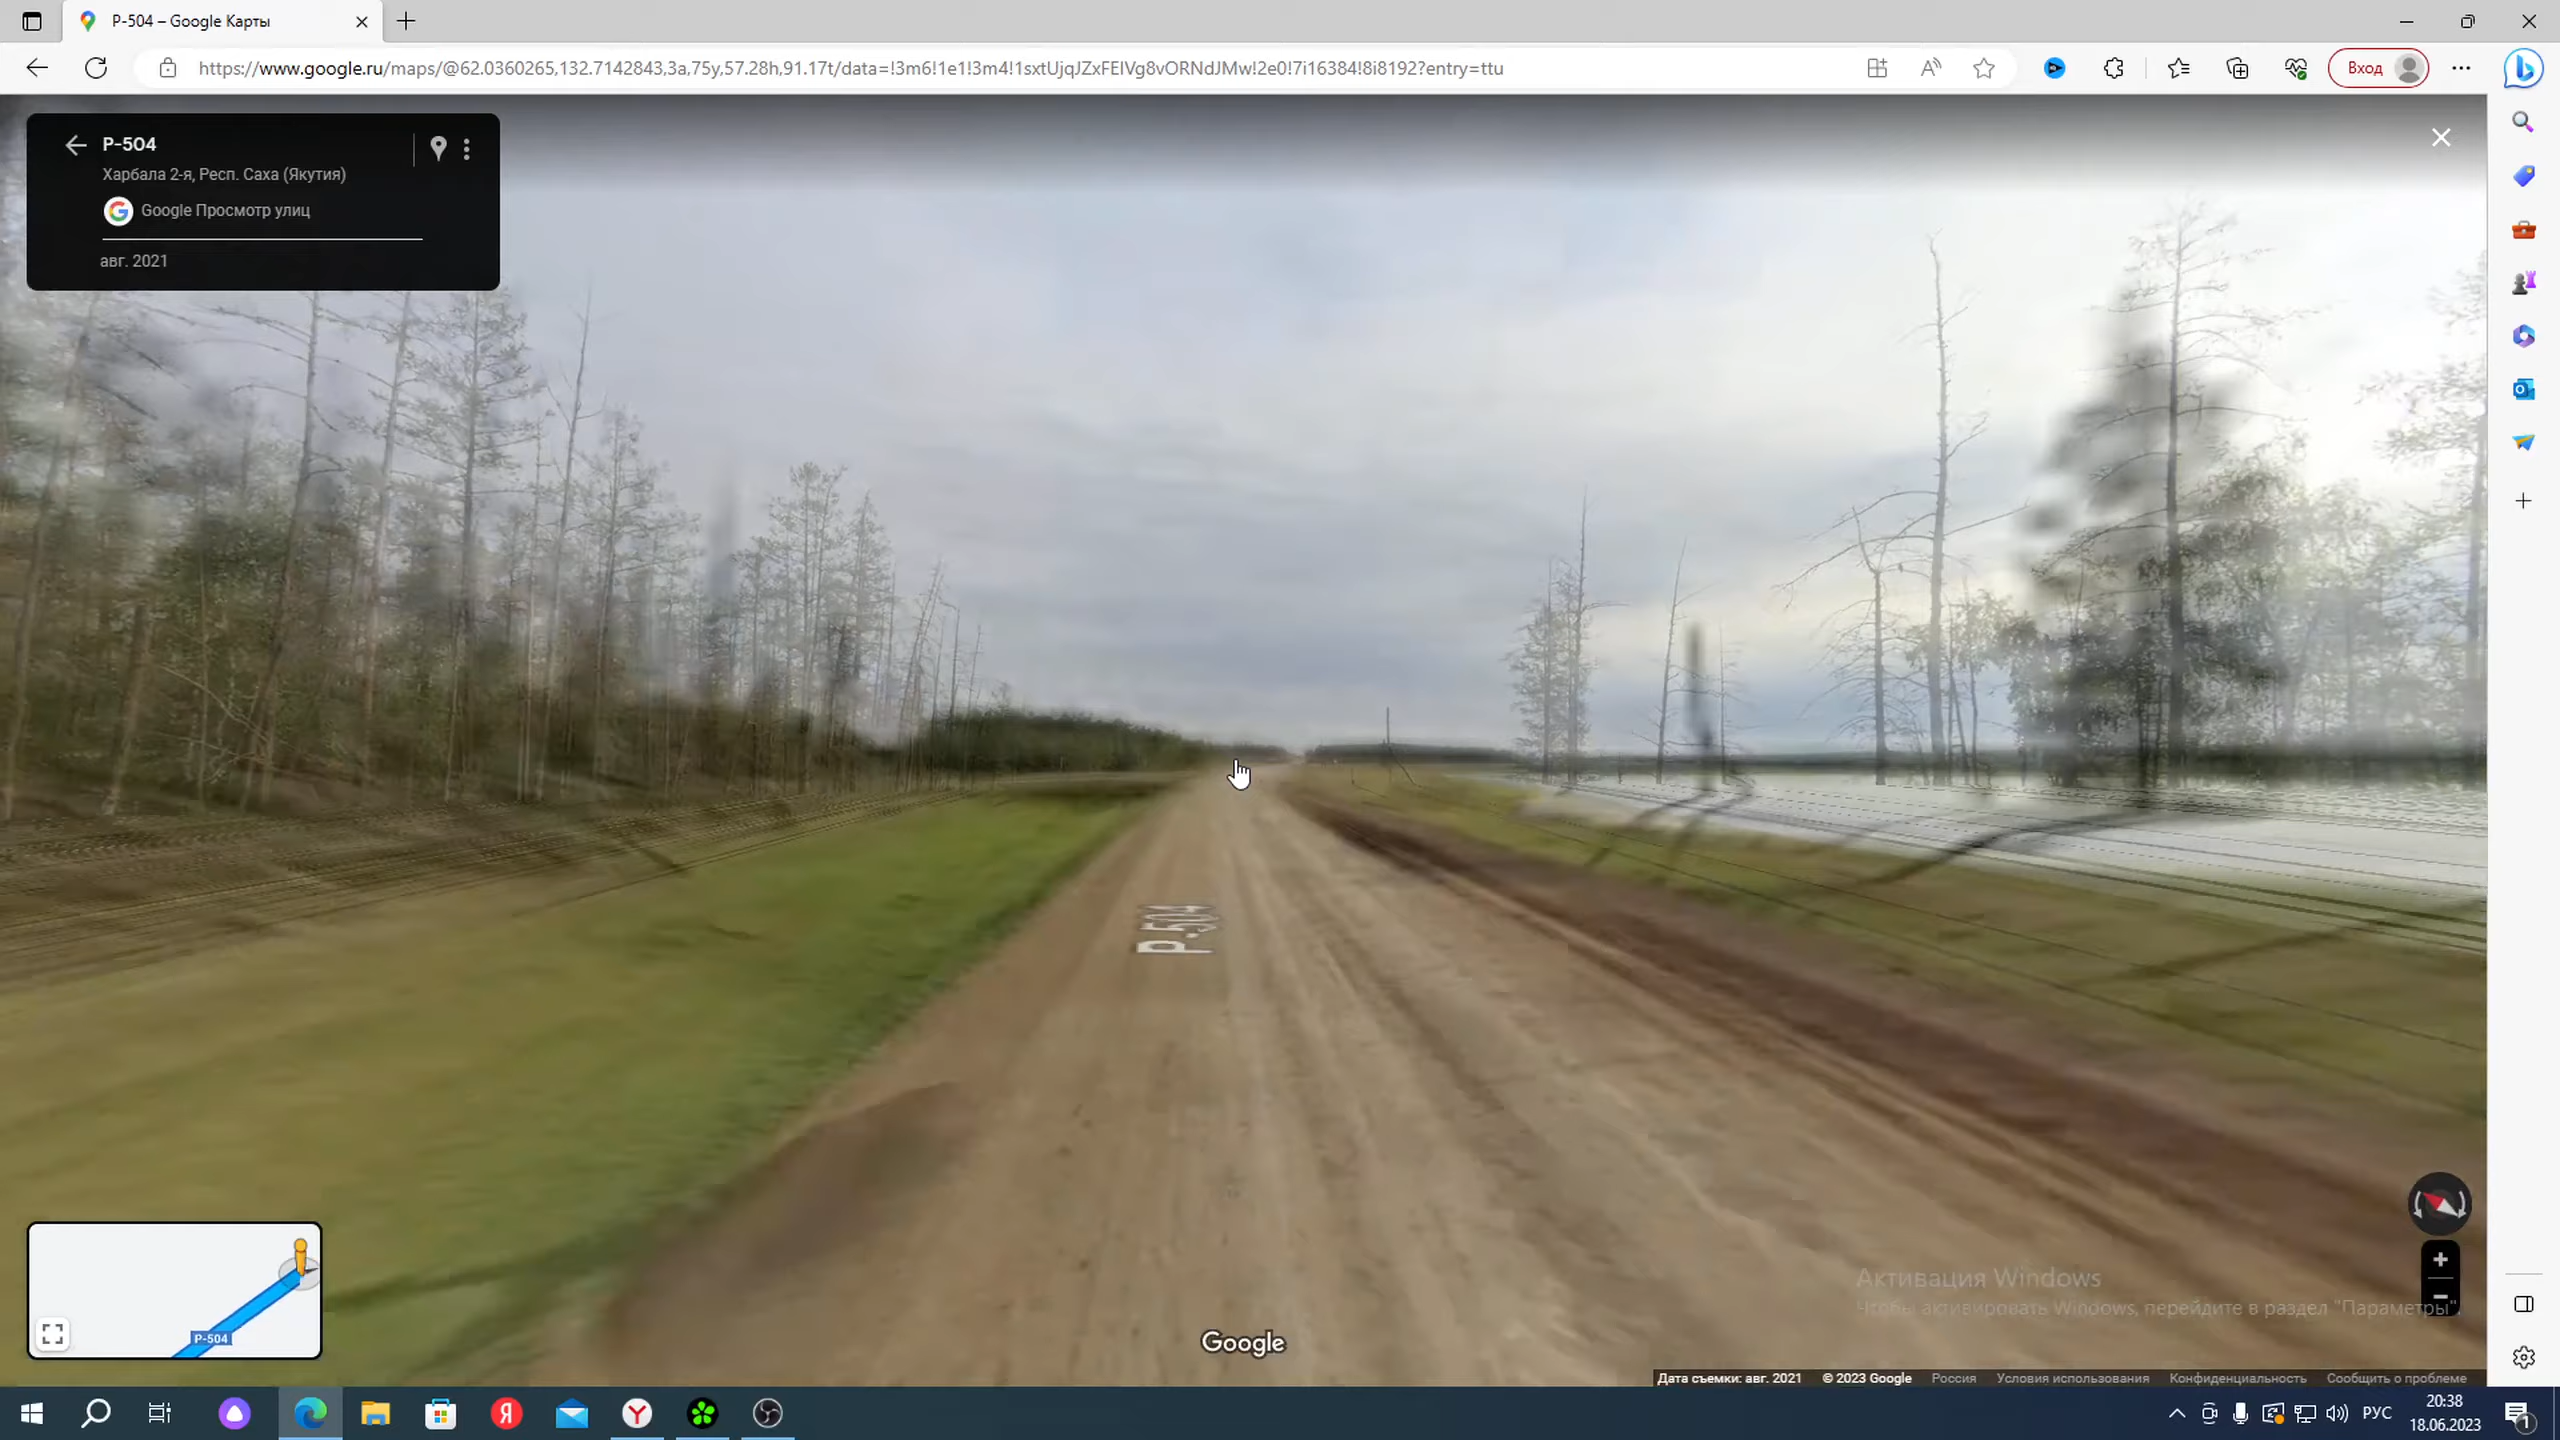 P-504 – Google Карты
https://www.google.ru/maps/@62.0360265,132.7142843,3a,75y,57.28h,91.17t/data=!3m6!1e1!3m4!1sxtUjqJZxFEIVg8vORNdJMw!2e0!7i16384!8i8192?entry=ttu
Вход
P-504
Харбала 2-я, Респ. Саха (Якутия)
Google Просмотр улиц
авг. 2021
P-504
P-504
Активация Windows
Чтобы активировать Windows, перейдите в раздел "Параметры".
Google
Дата съемки: авг. 2021 © 2023 Google Россия Условия использования Конфиденциальность Сообщить о проблеме
РУС
20:38
18.06.2023
1